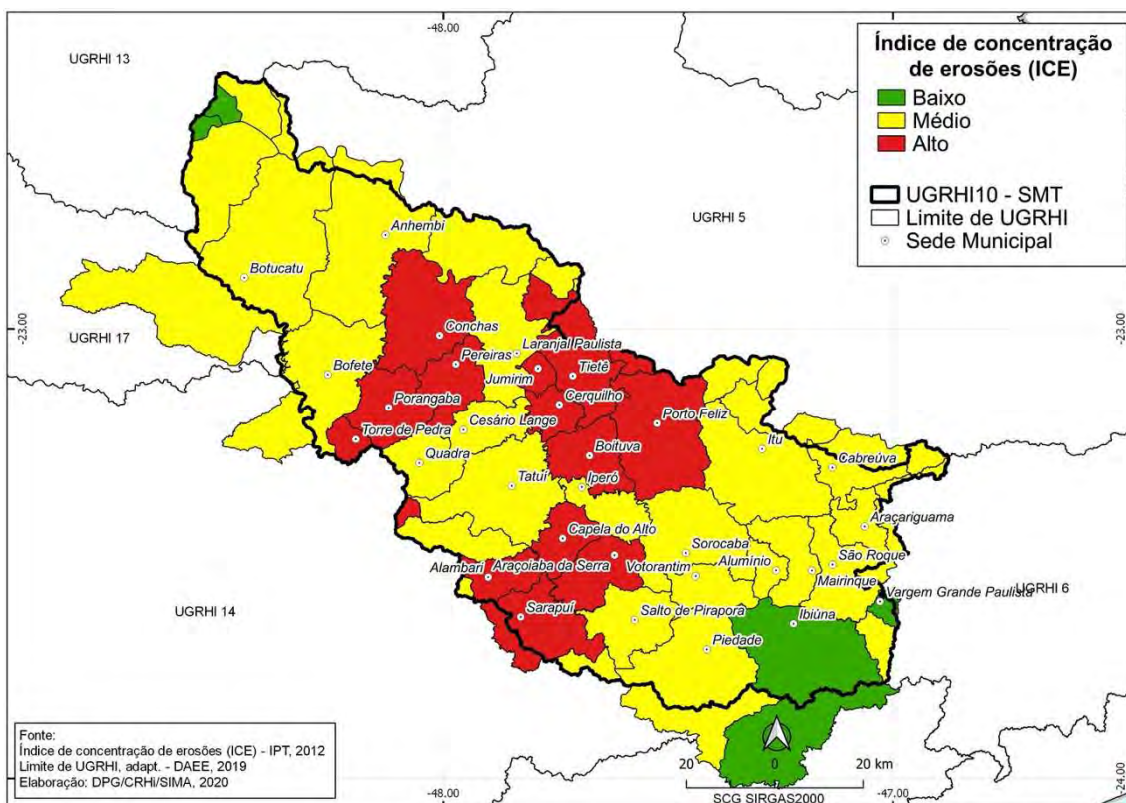 -48.00
UGRHI 13
Índice de concentração
de erosões (ICE)
Baixo
Médio
Alto
UGRHI10 - SMT
Limite de UGRHI
Sede Municipal
UGRHI 5
Anhembi
Botucatu
-23.00
-23.00
UGRHI 17
Conchas
Laranjal Paulista
Pereiras
Tietê
Bofete
Jumirim
Cerquilho
Porangaba
Porto Feliz
Torre de Pedra
Cesário Lange
Itu
Boituva
Quadra
Cabreúva
Tatuí
Iperó
Araçariguama
Capela do Alto
Sorocaba
São Roque
Alambari
Araçoiaba da Serra
Votorantim
Alumínio
Mairinque
UGRHI 6
Vargem Grande Paulista
UGRHI 14
Sarapuí
Salto de Pirapora
Ibiúna
Piedade
Fonte:
Índice de concentração de erosões (ICE) - IPT, 2012
Limite de UGRHI, adapt. - DAEE, 2019
Elaboração: DPG/CRHi/SIMA, 2020
20 0 20 km
SCG SIRGAS2000
-48.00
-47.00
-24.00